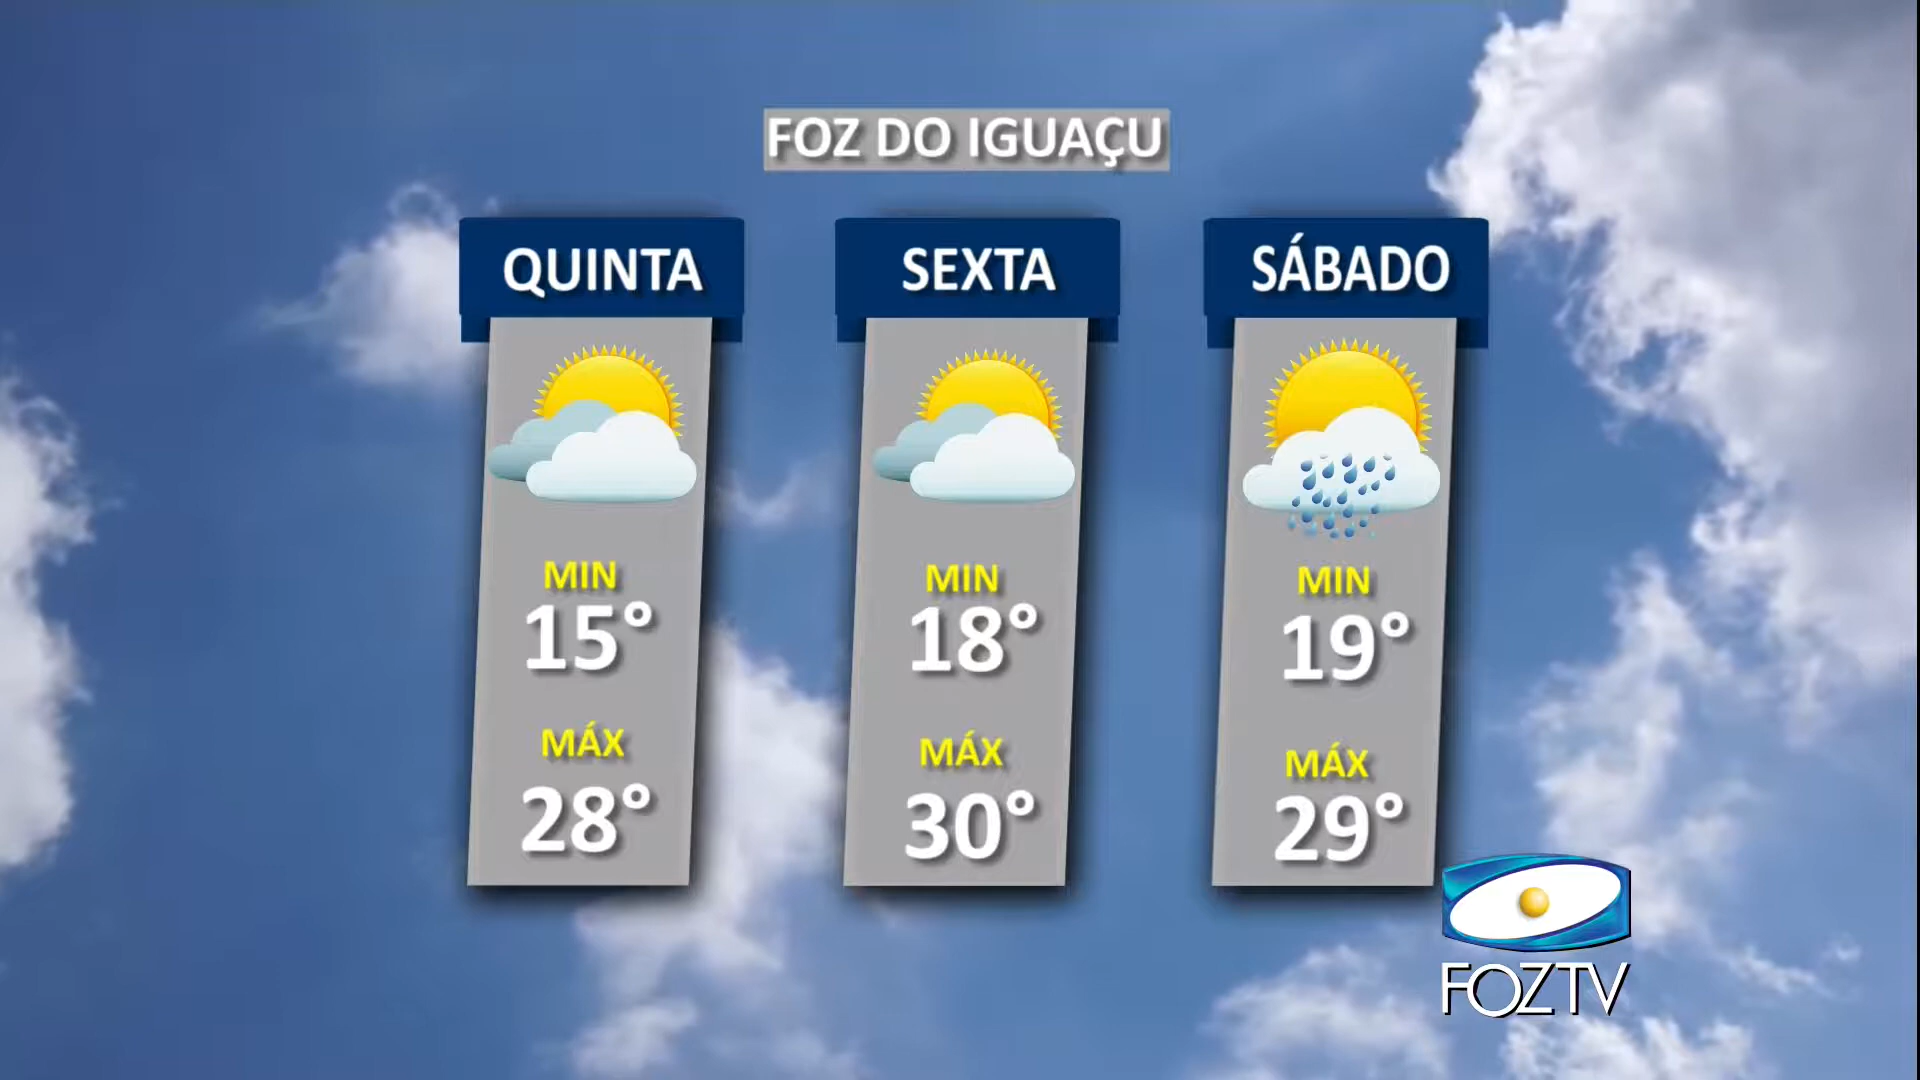 FOZ DO IGUAÇU
QUINTA
MIN
15°
MÁX
28°
SEXTA
MIN
18°
MÁX
30°
SÁBADO
MIN
19°
MÁX
29°
FOZTV